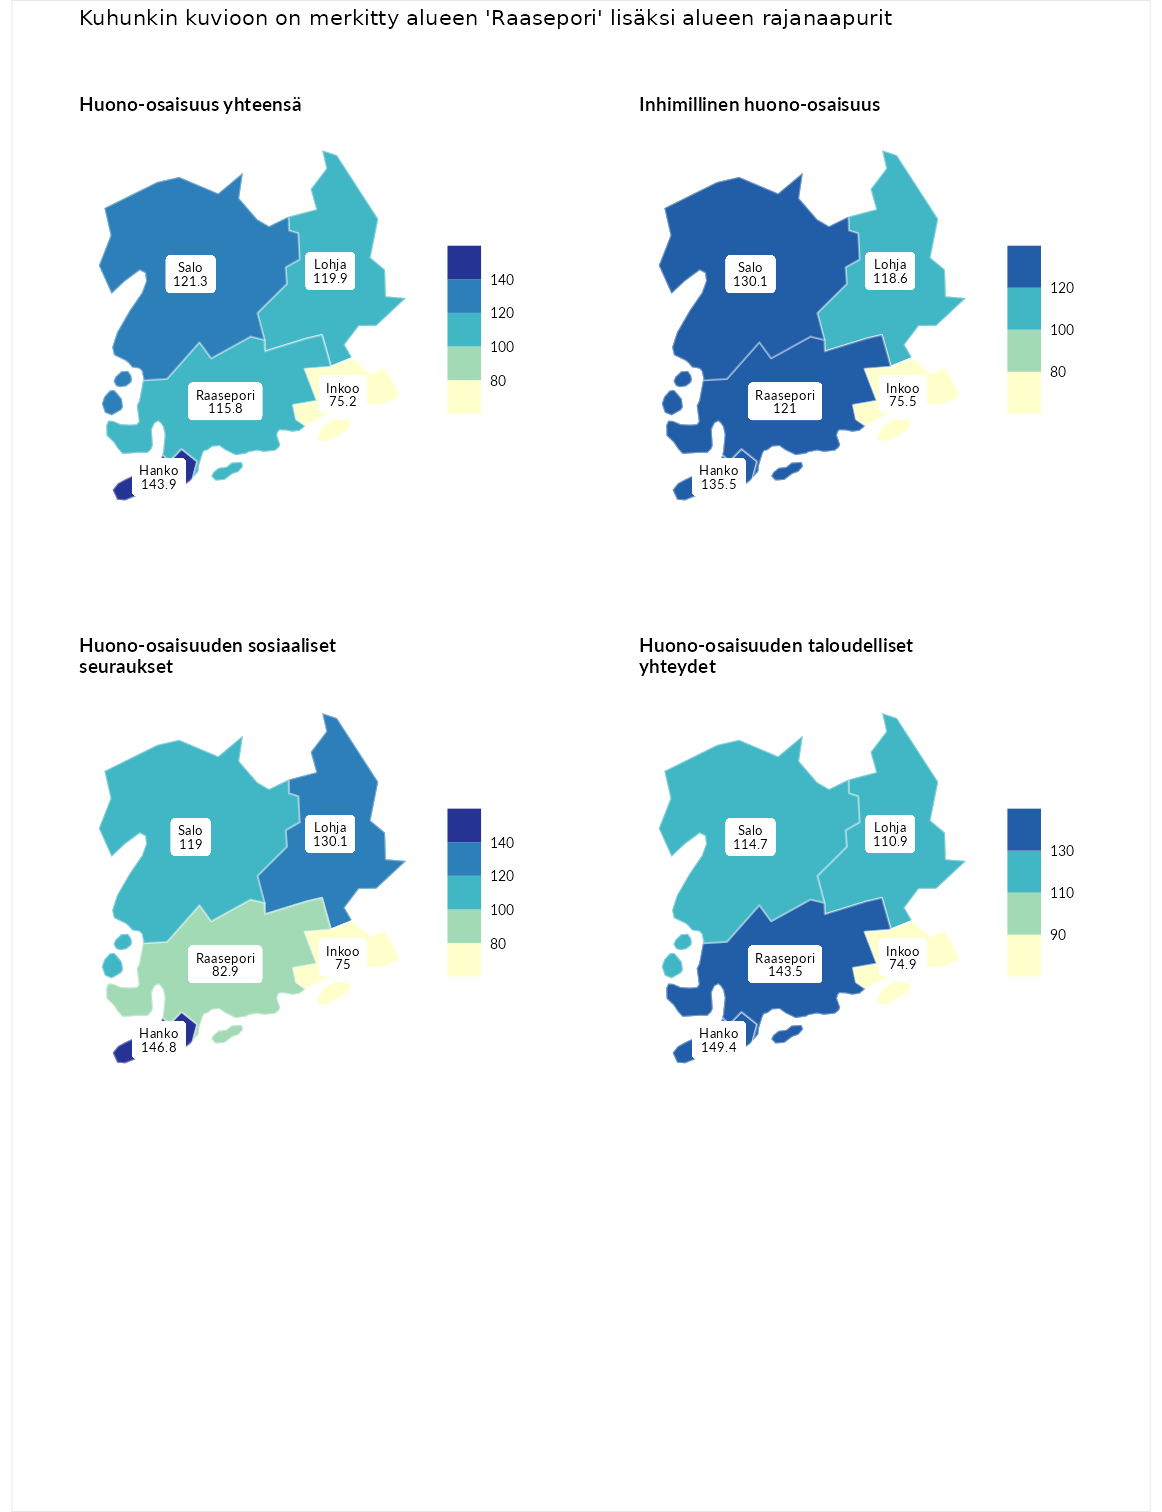 Kuhunkin kuvioon on merkitty alueen 'Raasepori' lisäksi alueen rajanaapurit
Huono-osaisuus yhteensä
Salo
121.3
Lohja
119.9
Raasepori
115.8
Inkoo
75.2
Hanko
143.9
140
120
100
80
Inhimillinen huono-osaisuus
Salo
130.1
Lohja
118.6
Raasepori
121
Inkoo
75.5
Hanko
135.5
120
100
80
Huono-osaisuuden sosiaaliset
seuraukset
Salo
119
Lohja
130.1
Raasepori
82.9
Inkoo
75
Hanko
146.8
140
120
100
80
Huono-osaisuuden taloudelliset
yhteydet
Salo
114.7
Lohja
110.9
Raasepori
143.5
Inkoo
74.9
Hanko
149.4
130
110
90